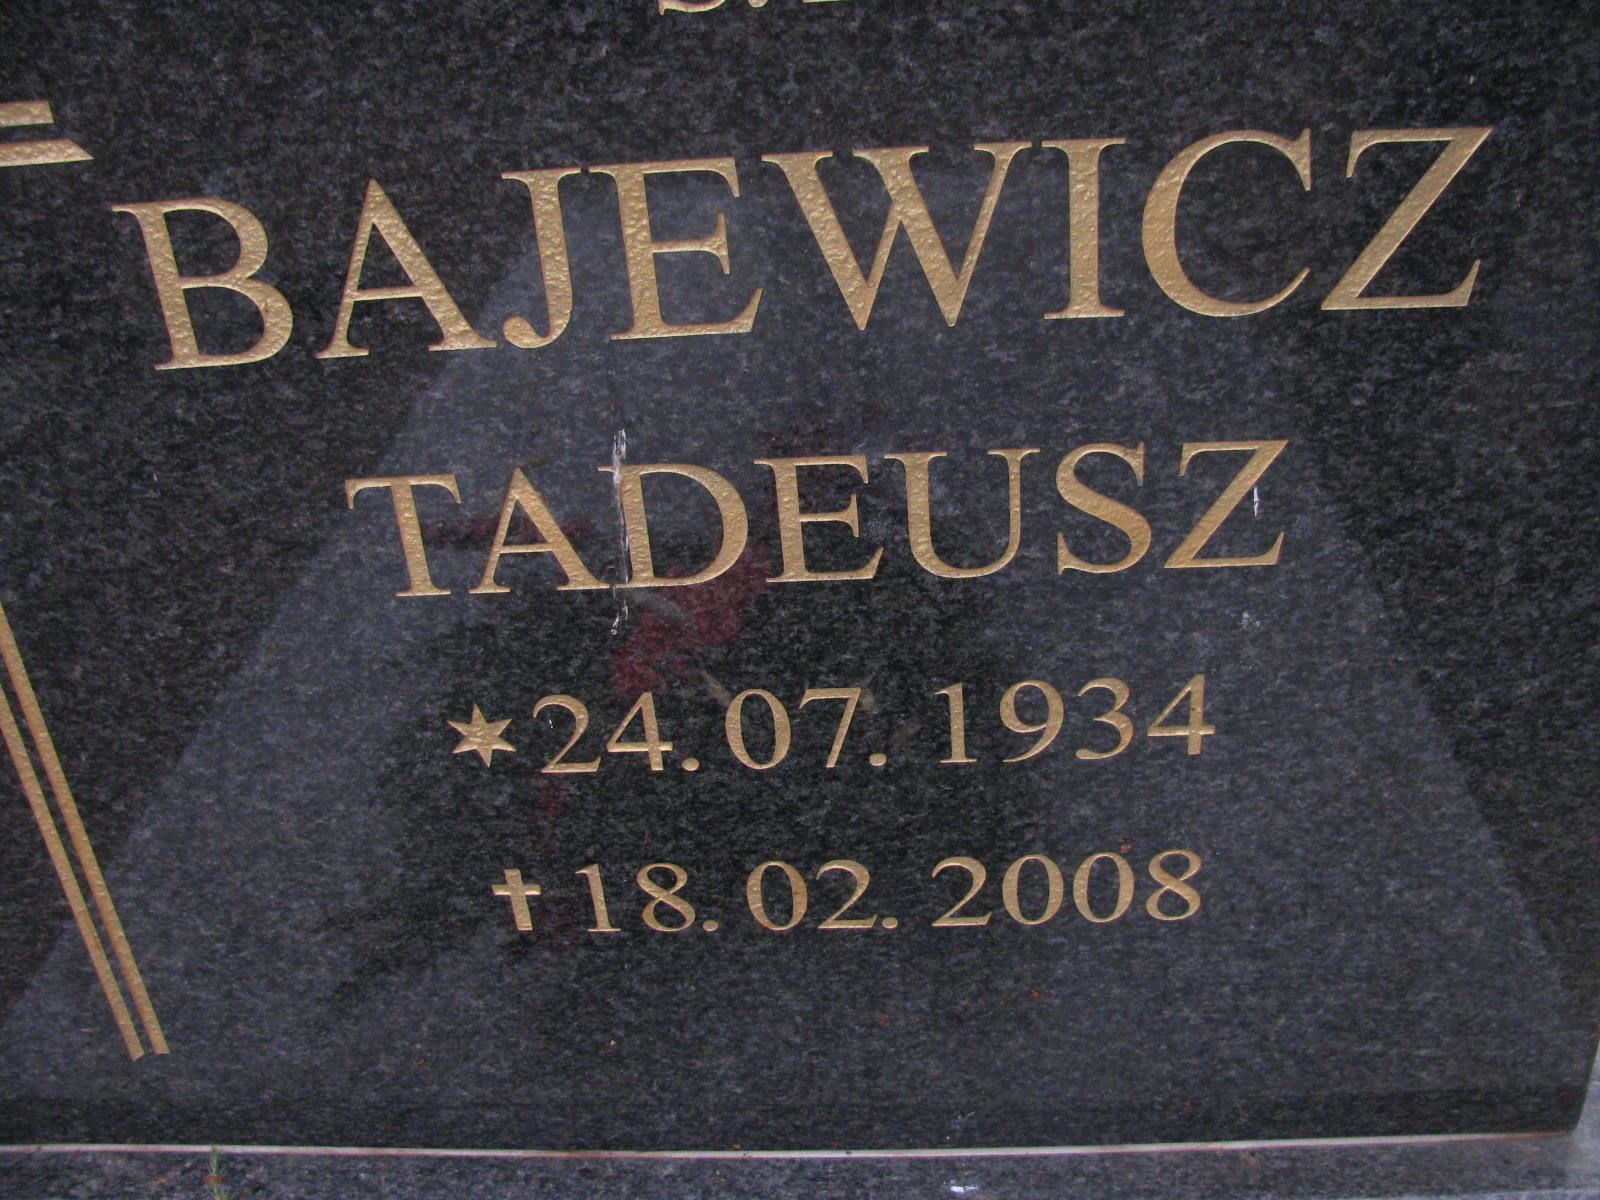 BAJEWICZ
TADEUSZ
*24.07.1934
✝18.02.2008